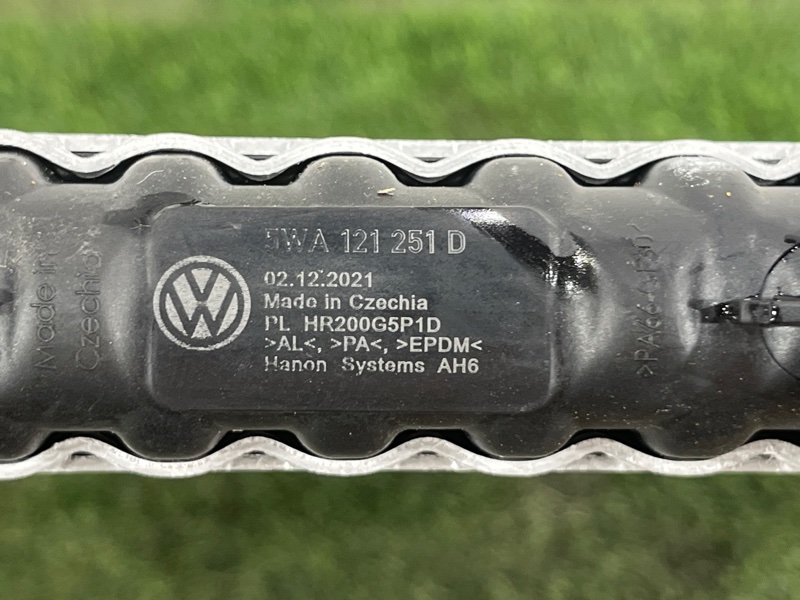 5WA 121 251 D
02.12.2021
Made in Czechia
PL HR200G5P1D
>AL<, >PA<, >EPDM<
Hanon Systems AH6
Made in
Czechia